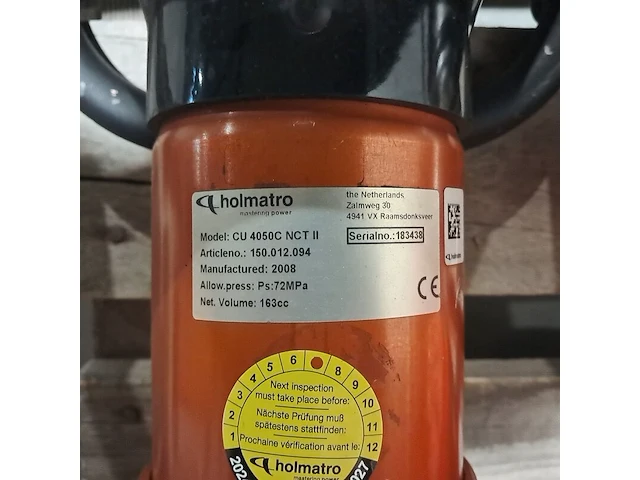 holmatro
mastering power
the Netherlands
Zalmweg 30
4941 VX Raamsdonksveer
Model: CU 4050C NCT II
Serialno.:183438
Articleno.: 150.012.094
Manufactured: 2008
Allow.press: Ps:72MPa
Net. Volume: 163cc
CE
holmatro
1 2 3 4 5 6 8 9 10 11 12
Next inspection
must take place before:
Nächste Prüfung muß
spätestens stattfinden:
Prochaine vérification avant le:
holmatro
mastering power